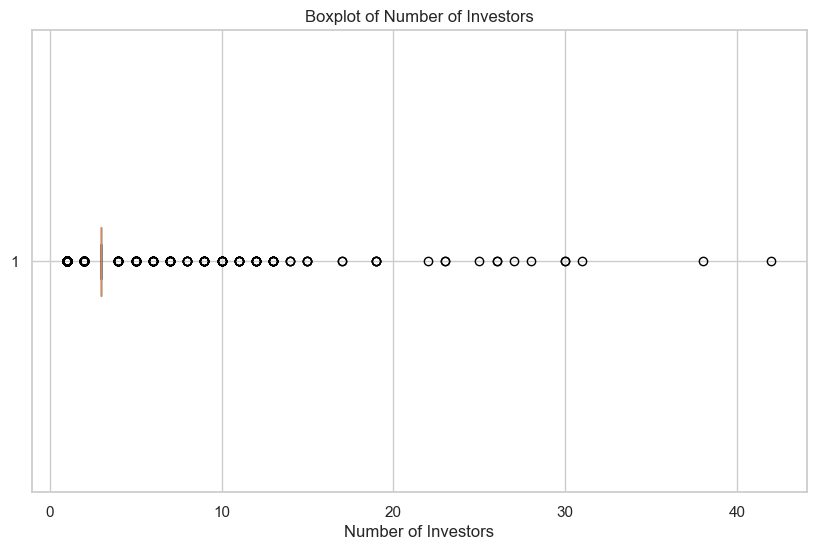 Boxplot of Number of Investors
1
0 10 20 30 40
Number of Investors